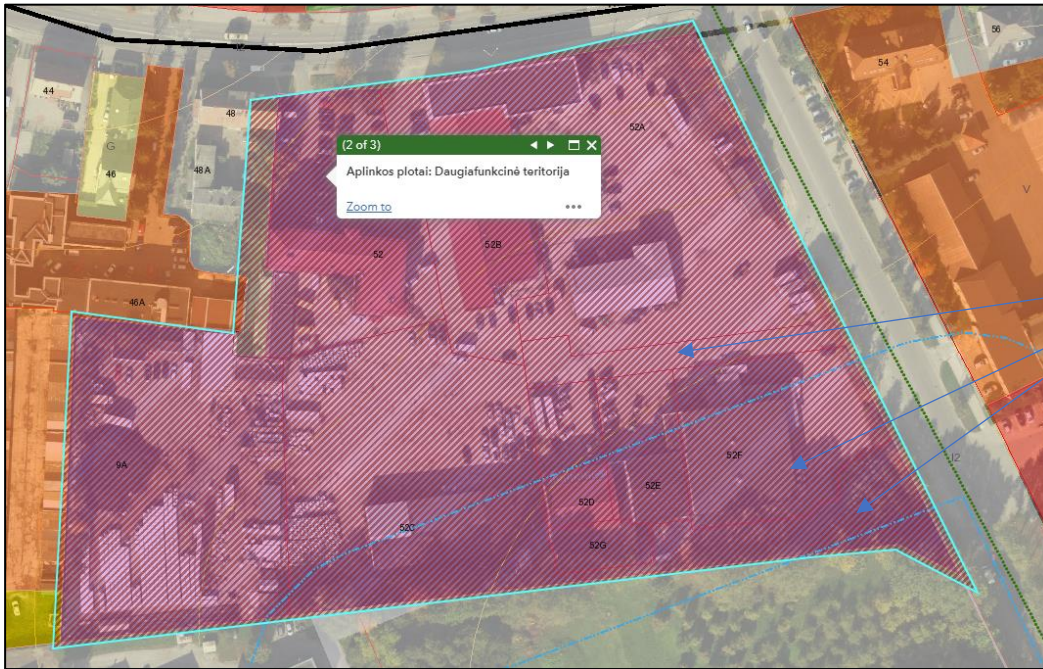 56
54
44
52A
48
(2 of 3)
G
Aplinkos plotai: Daugiafunkcinė teritorija
48A
46
V
Zoom to
52B
52
46A
52F
I2
9A
52E
52D
52C
52G